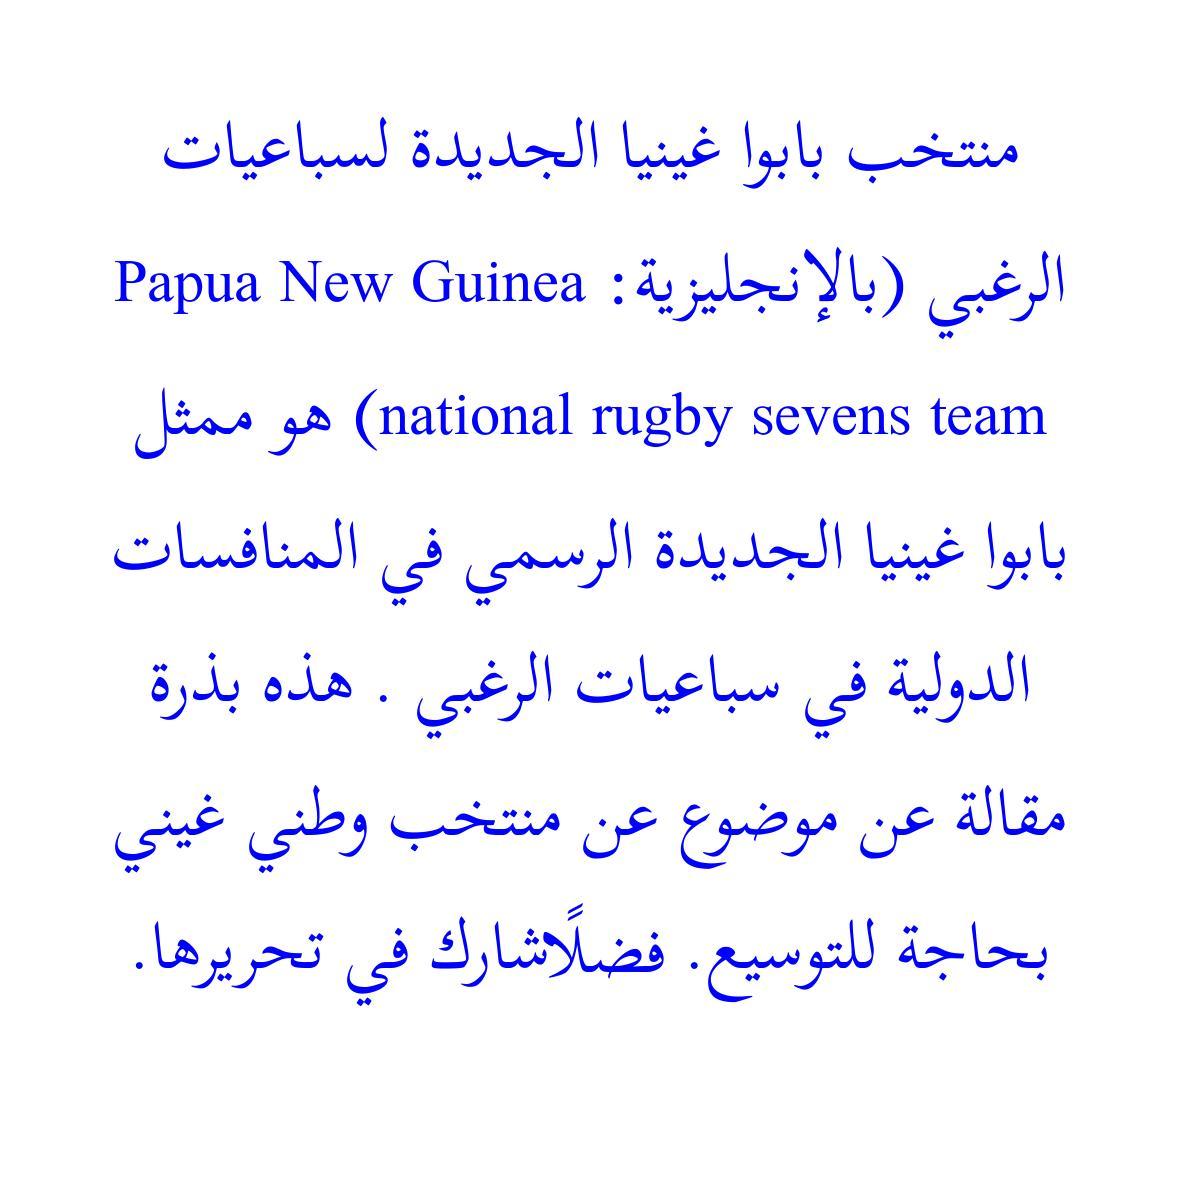 منتخب بابوا غينيا الجديدة لسباعيات
الرغبي (بالإنجليزية: Papua New Guinea
national rugby sevens team) هو ممثل
بابوا غينيا الجديدة الرسمي في المنافسات
الدولية في سباعيات الرغبي . هذه بذرة
مقالة عن موضوع عن منتخب وطني غيني
بحاجة للتوسيع. فضلًاشارك في تحريرها.